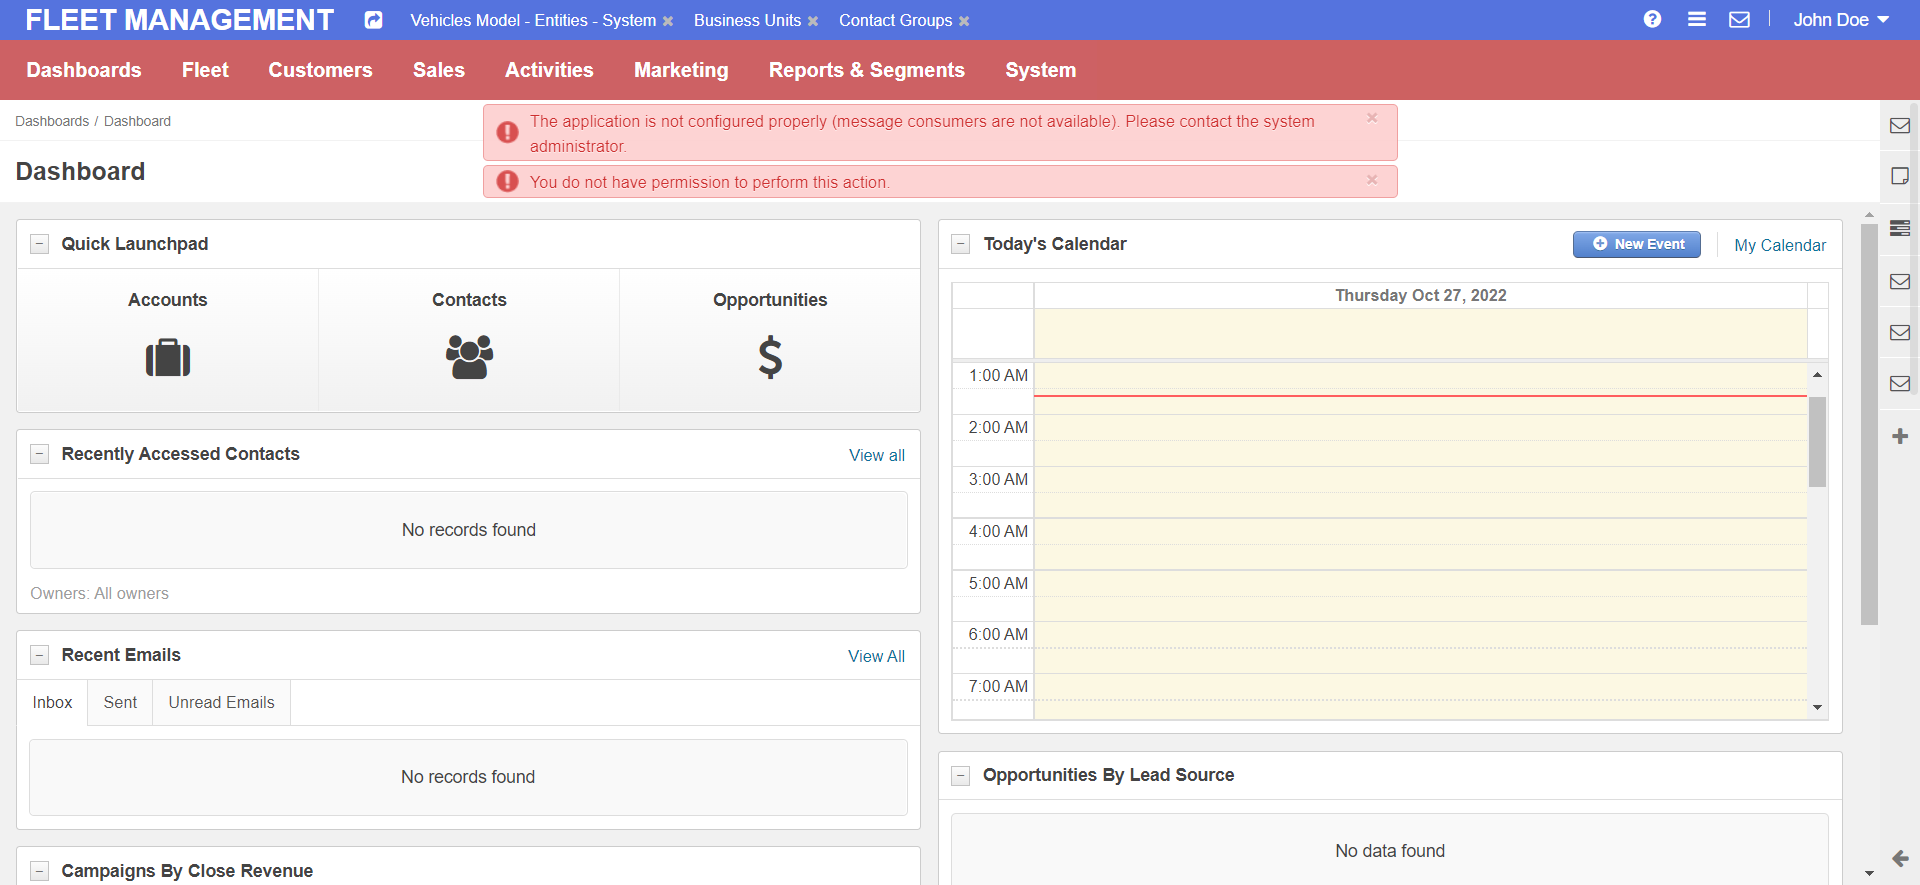 FLEET MANAGEMENT
Vehicles Model - Entities - System × Business Units × Contact Groups ×
John Doe
Dashboards Fleet Customers Sales Activities Marketing Reports & Segments System
Dashboards / Dashboard
The application is not configured properly (message consumers are not available). Please contact the system
administrator.
×
You do not have permission to perform this action.
×
Dashboard
Quick Launchpad
Accounts Contacts Opportunities
Recently Accessed Contacts View all
No records found
Owners: All owners
Recent Emails View All
Inbox Sent Unread Emails
No records found
Campaigns By Close Revenue
Today's Calendar New Event My Calendar
Thursday Oct 27, 2022
1:00 AM
2:00 AM
3:00 AM
4:00 AM
5:00 AM
6:00 AM
7:00 AM
Opportunities By Lead Source
No data found